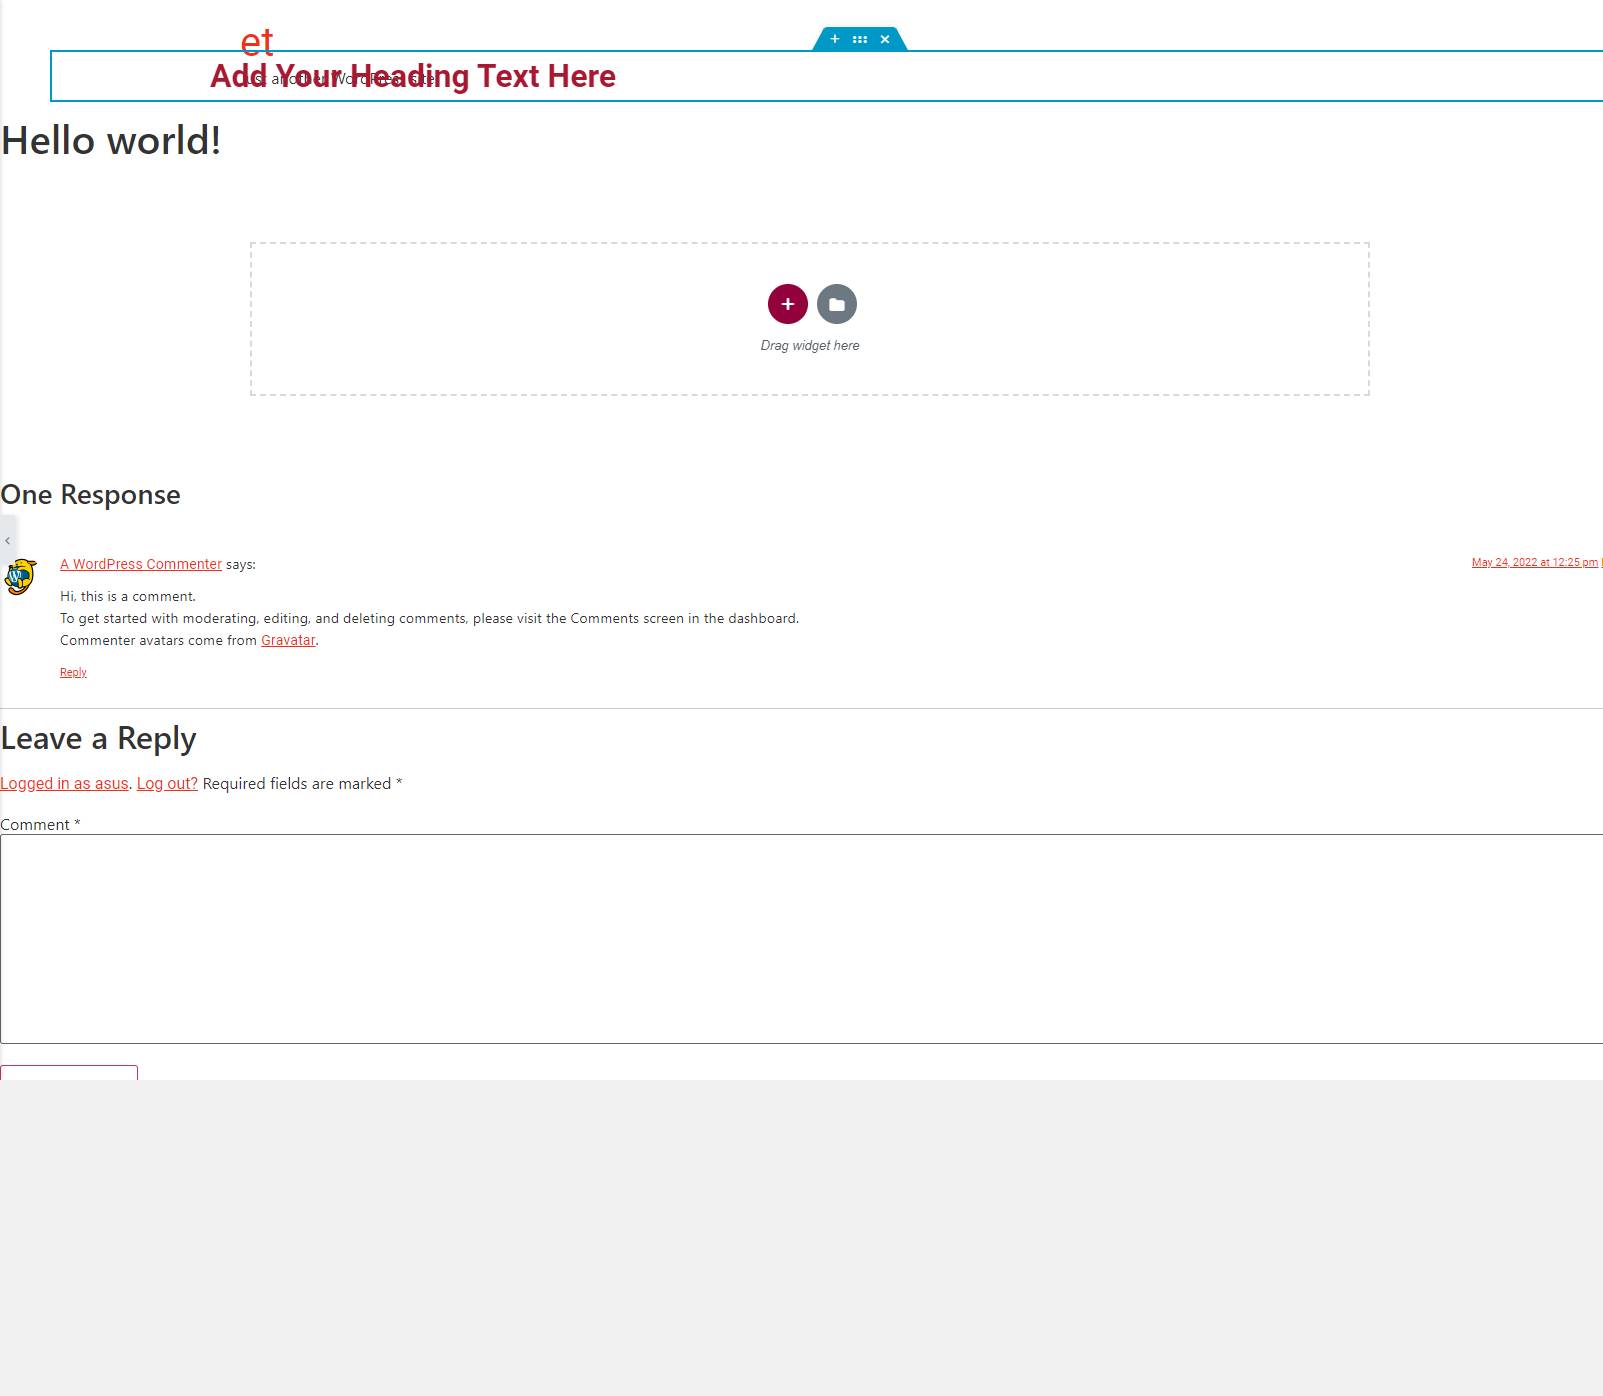 et
Add Your Heading Text Here
Just another WordPress site
Hello world!
Drag widget here
One Response
A WordPress Commenter says:
May 24, 2022 at 12:25 pm
Hi, this is a comment.
To get started with moderating, editing, and deleting comments, please visit the Comments screen in the dashboard.
Commenter avatars come from Gravatar.
Reply
Leave a Reply
Logged in as asus. Log out? Required fields are marked *
Comment *